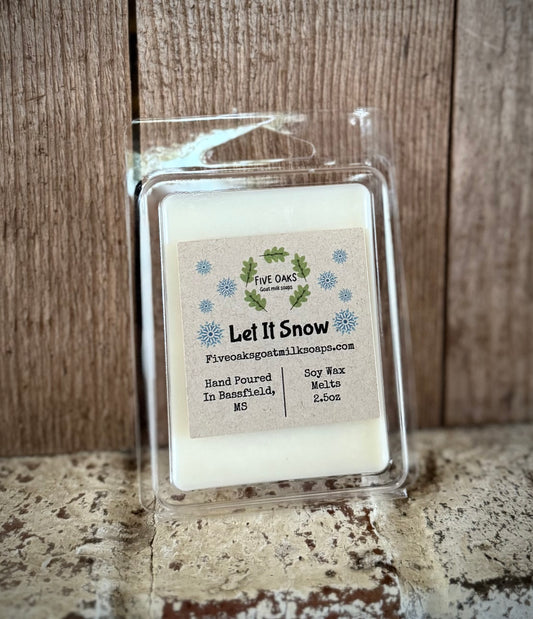 FIVE OAKS
Goat milk soaps
Let It Snow
Fiveoaksgoatmilksoaps.com
Hand Poured
In Bassfield,
MS
Soy Wax
Melts
2.5oz